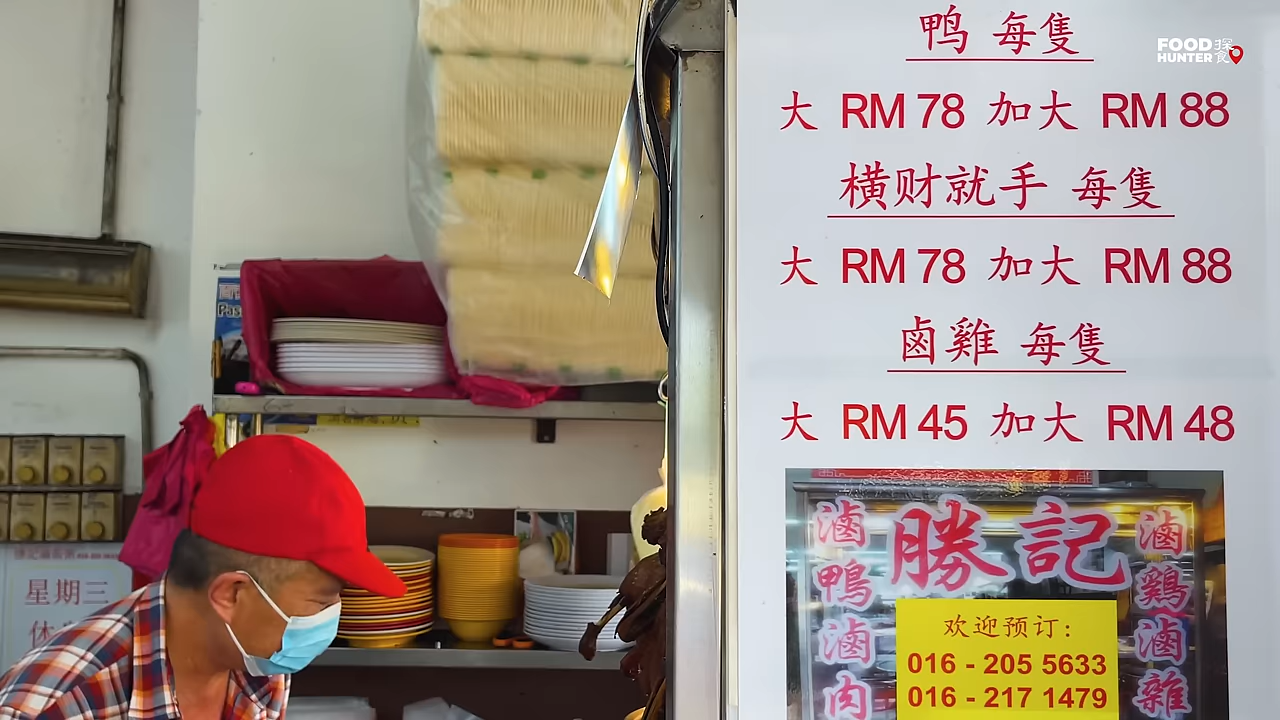 鸭 每隻
FOOD 探
HUNTER 食
大 RM 78 加大 RM 88
横财就手 每隻
大 RM 78 加大 RM 88
鹵雞 每隻
大 RM 45 加大 RM 48
勝記
滷鴨滷肉
滷鷄滷雜
欢迎预订：
016 - 205 5633
016 - 217 1479
星期三
休